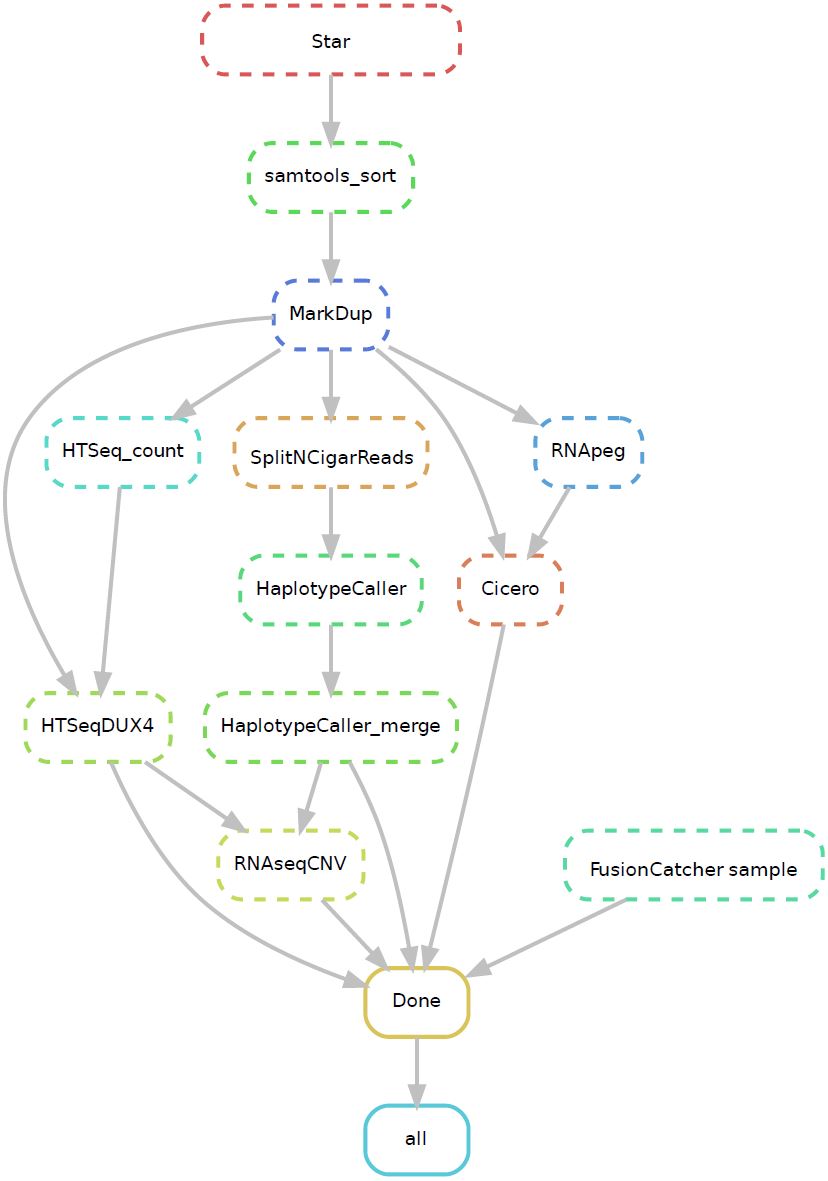 Star
samtools_sort
MarkDup
HTSeq_count
SplitNCigarReads
RNApeg
HaplotypeCaller
Cicero
HTSeqDUX4
HaplotypeCaller_merge
RNAseqCNV
FusionCatcher sample
Done
all